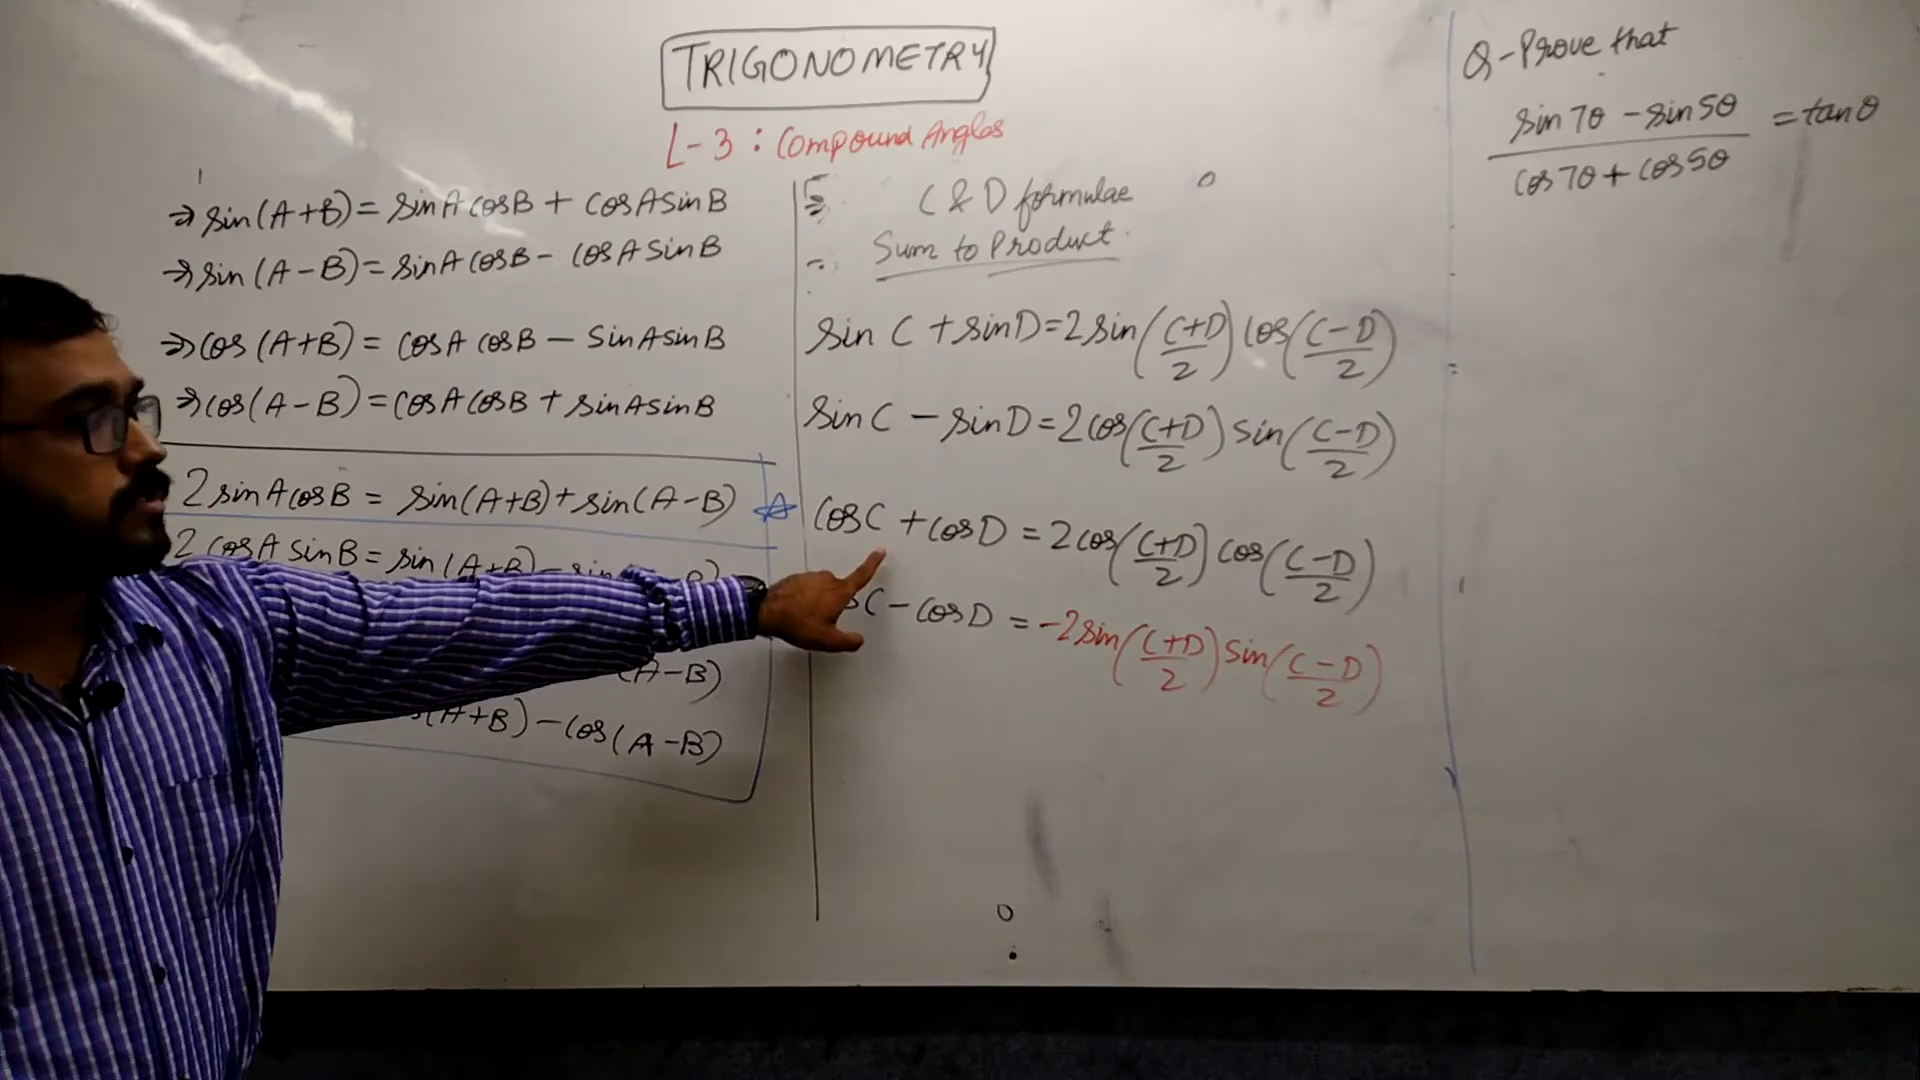 TRIGONOMETRY
L-3 : Compound Angles
→ sin(A+B) = sinA cosB + cosA sinB
→ sin(A-B) = sinA cosB - cosA sinB
→ cos(A+B) = cosA cosB - sinA sinB
→ cos(A-B) = cosA cosB + sinA sinB
2 sinA cosB = sin(A+B) + sin(A-B)
2 cosA sinB = sin(A+B) -
(A-B)
(A+B) - cos(A-B)
C & D formulae
Sum to Product
sin C + sin D = 2 sin((C+D)/2) cos((C-D)/2)
sin C - sin D = 2 cos((C+D)/2) sin((C-D)/2)
cos C + cos D = 2 cos((C+D)/2) cos((C-D)/2)
C - cos D = -2 sin((C+D)/2) sin((C-D)/2)
Q - Prove that
(sin 7θ - sin 5θ)/(cos 7θ + cos 5θ) = tan θ